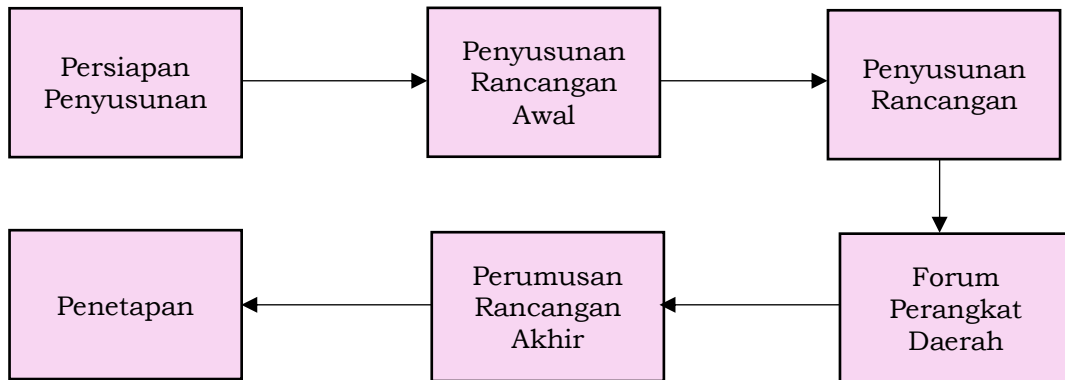 Persiapan
Penyusunan
Penyusunan
Rancangan
Awal
Penyusunan
Rancangan
Forum
Perangkat
Daerah
Perumusan
Rancangan
Akhir
Penetapan